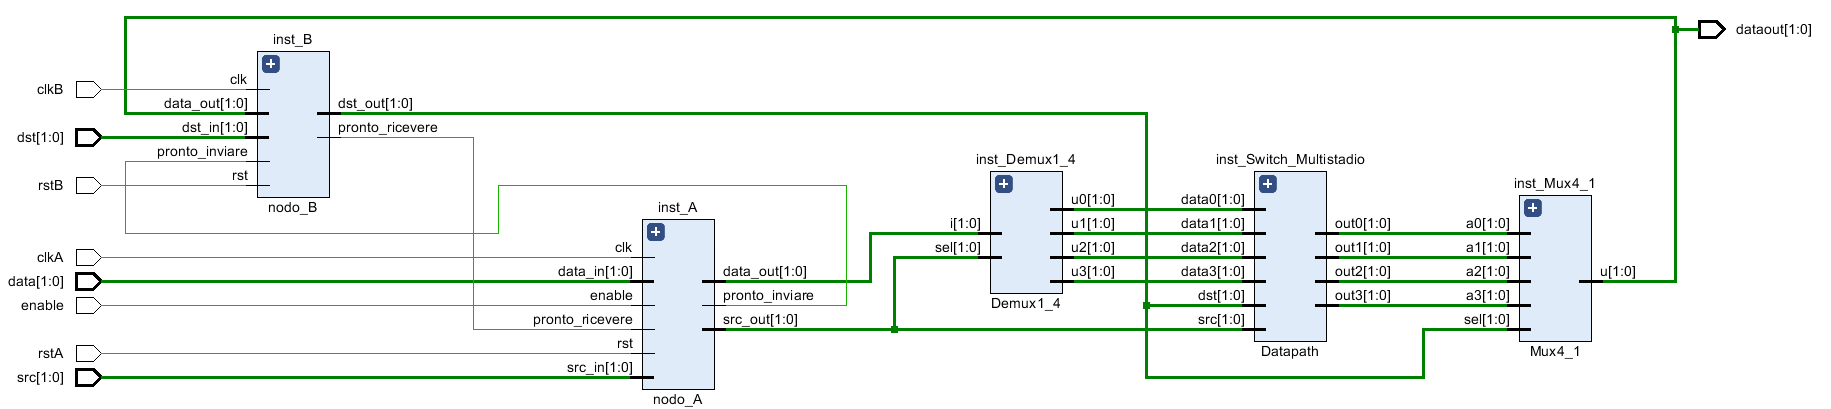 clkB
dst[1:0]
rstB
clkA
data[1:0]
enable
rstA
src[1:0]
inst_B
clk
data_out[1:0]
dst_in[1:0]
pronto_inviare
rst
dst_out[1:0]
pronto_ricevere
nodo_B
inst_A
clk
data_in[1:0]
enable
pronto_ricevere
rst
src_in[1:0]
data_out[1:0]
pronto_inviare
src_out[1:0]
nodo_A
inst_Demux1_4
i[1:0]
sel[1:0]
u0[1:0]
u1[1:0]
u2[1:0]
u3[1:0]
Demux1_4
inst_Switch_Multistadio
data0[1:0]
data1[1:0]
data2[1:0]
data3[1:0]
dst[1:0]
src[1:0]
out0[1:0]
out1[1:0]
out2[1:0]
out3[1:0]
Datapath
inst_Mux4_1
a0[1:0]
a1[1:0]
a2[1:0]
a3[1:0]
sel[1:0]
u[1:0]
Mux4_1
dataout[1:0]